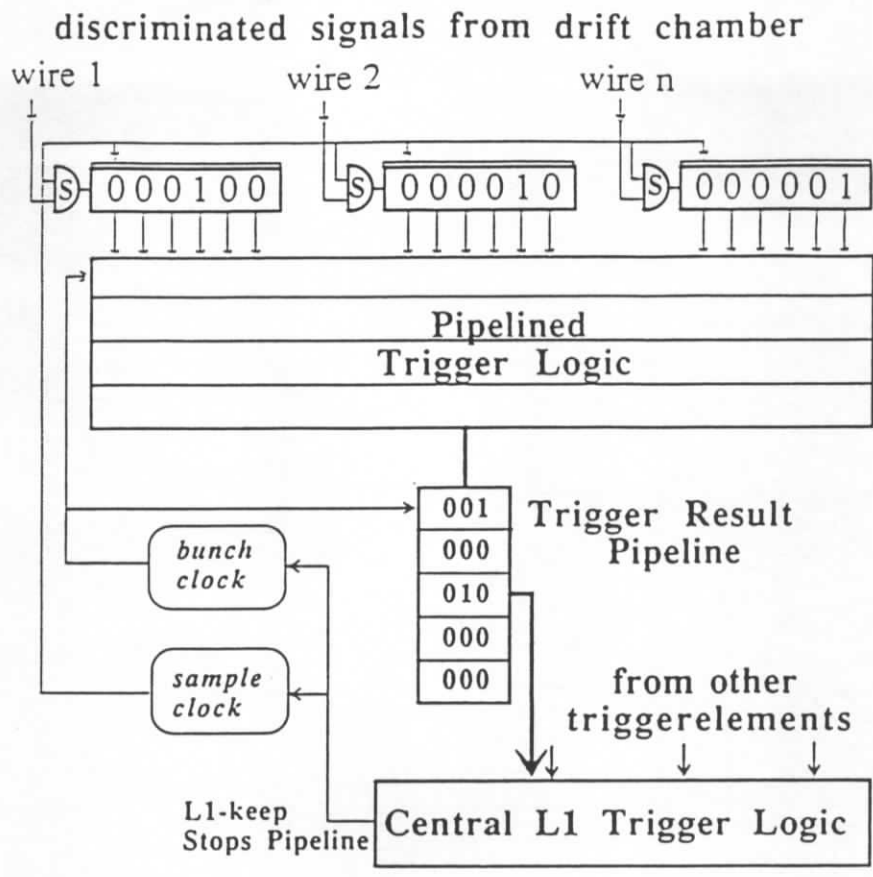 discriminated signals from drift chamber
wire 1 wire 2 wire n
S 000100 S 000010 S 000001
Pipelined
Trigger Logic
001
000
010
000
000
Trigger Result
Pipeline
bunch
clock
sample
clock
from other
triggerelements
L1-keep
Stops Pipeline
Central L1 Trigger Logic